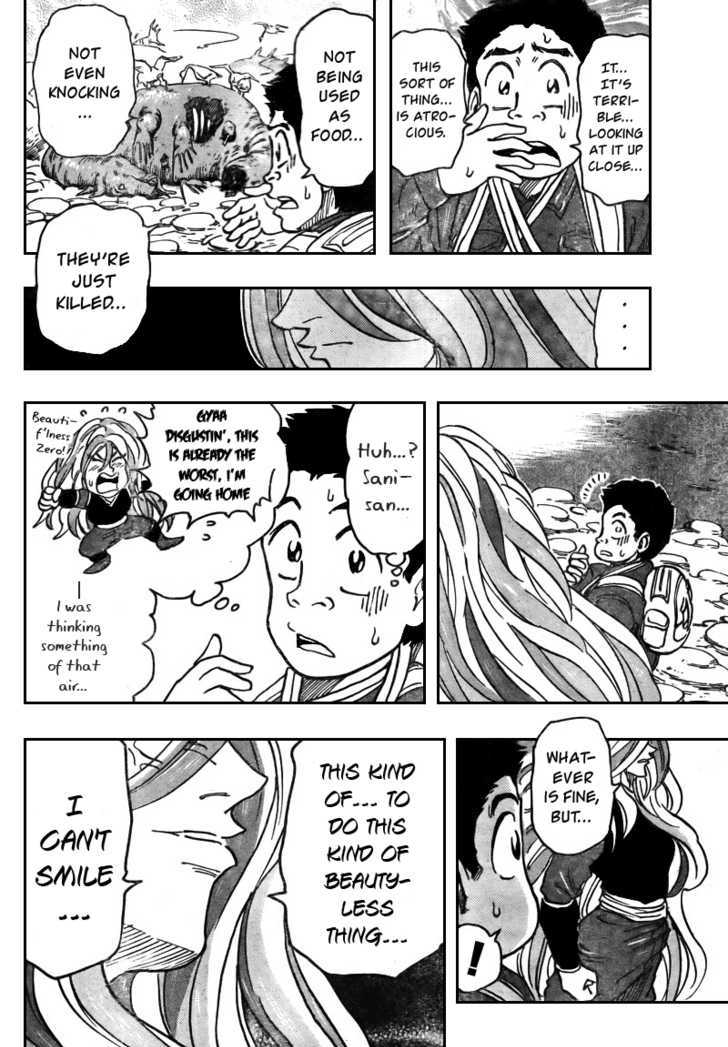 IT...
IT'S
TERRI-
BLE...
LOOKING
AT IT UP
CLOSE...
THIS
SORT OF
THING...
IS ATRO-
CIOUS.
NOT
BEING
USED
AS
FOOD...
NOT
EVEN
KNOCKING
...
THEY'RE
JUST
KILLED...
...
Huh...?
Sani-
san...
GYAA
DISGUSTIN', THIS
IS ALREADY THE
WORST, I'M
GOING HOME
Beauti-
f'lness
Zero!!
I was
thinking
something
of that
air...
WHAT-
EVER
IS FINE,
BUT...
!
THIS KIND
OF... TO
DO THIS
KIND OF
BEAUTY-
LESS
THING...
I
CAN'T
SMILE
...